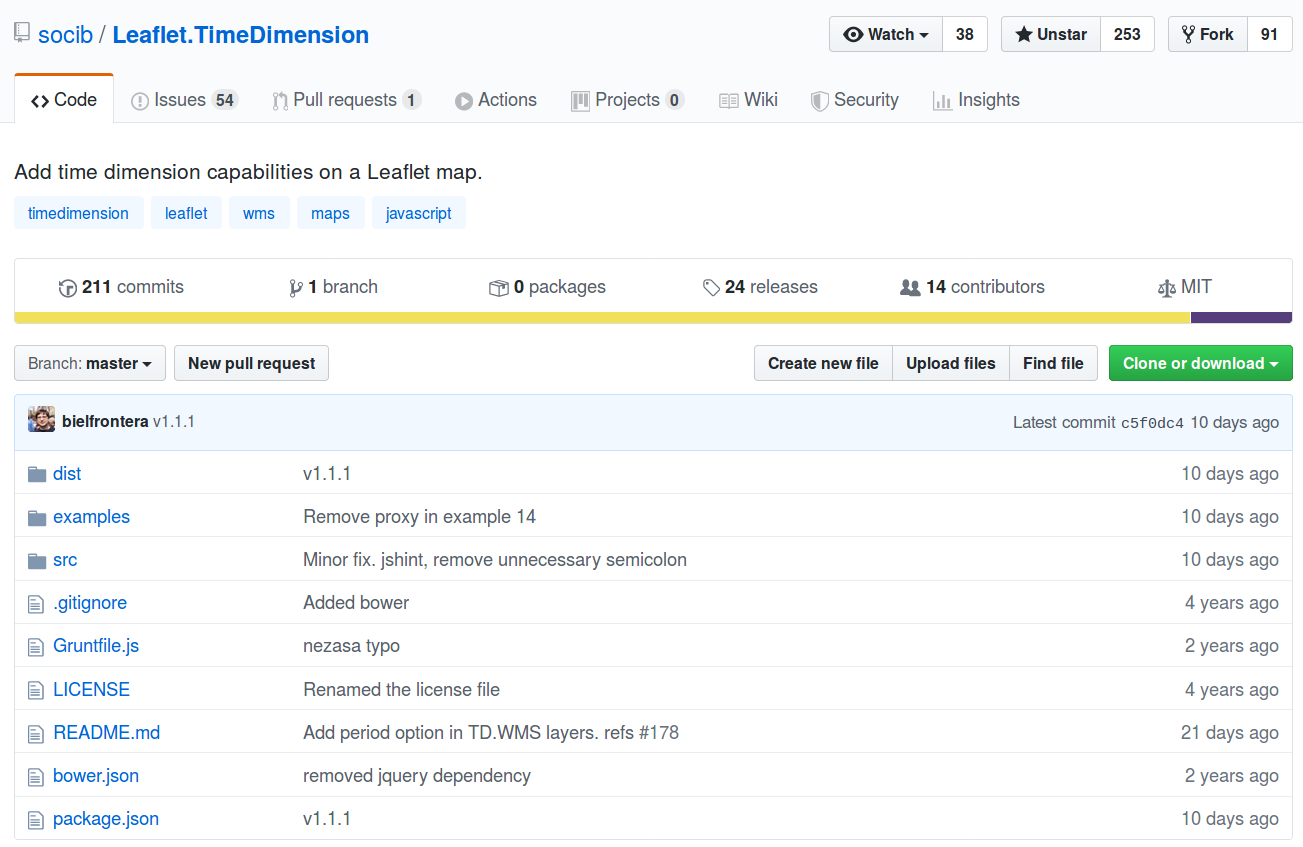 socib / Leaflet.TimeDimension Watch 38 Unstar 253 Fork 91
Code Issues 54 Pull requests 1 Actions Projects 0 Wiki Security Insights
Add time dimension capabilities on a Leaflet map.
timedimension leaflet wms maps javascript
211 commits 1 branch 0 packages 24 releases 14 contributors MIT
Branch: master New pull request Create new file Upload files Find file Clone or download
bielfrontera v1.1.1 Latest commit c5f0dc4 10 days ago
dist v1.1.1 10 days ago
examples Remove proxy in example 14 10 days ago
src Minor fix. jshint, remove unnecessary semicolon 10 days ago
.gitignore Added bower 4 years ago
Gruntfile.js nezasa typo 2 years ago
LICENSE Renamed the license file 4 years ago
README.md Add period option in TD.WMS layers. refs #178 21 days ago
bower.json removed jquery dependency 2 years ago
package.json v1.1.1 10 days ago